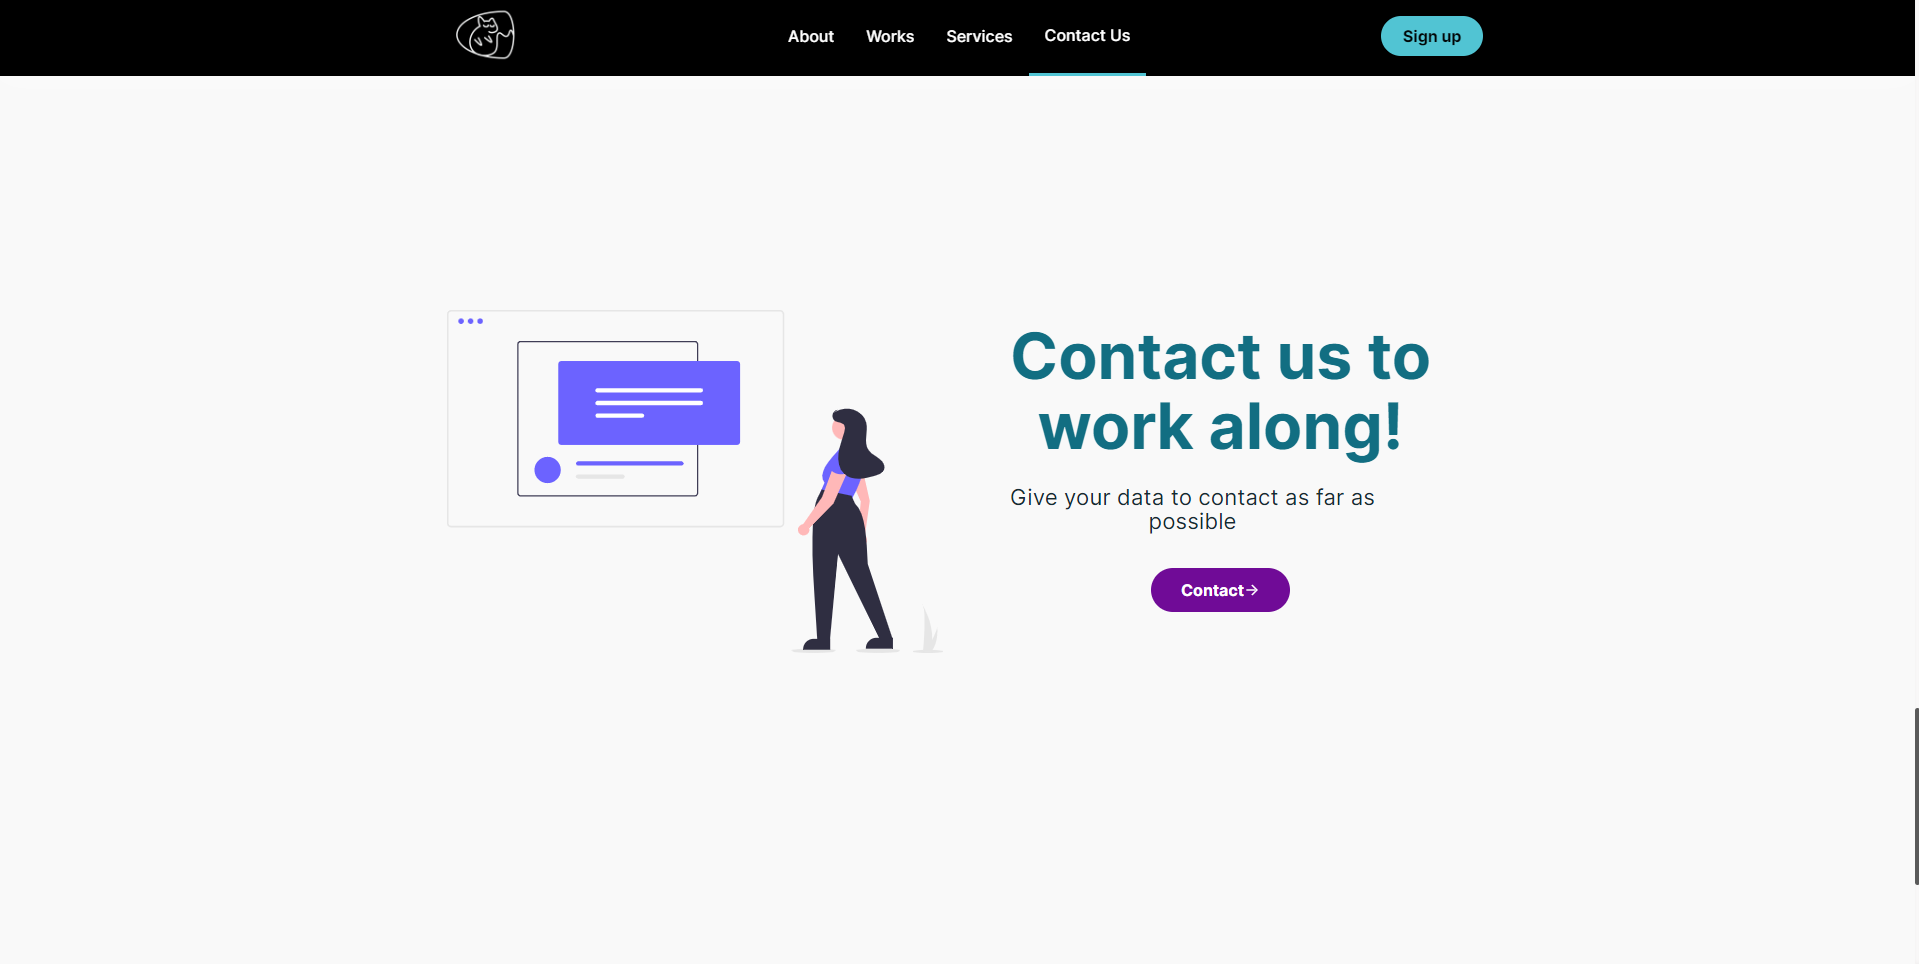 About Works Services Contact Us Sign up
Contact us to
work along!
Give your data to contact as far as
possible
Contact→